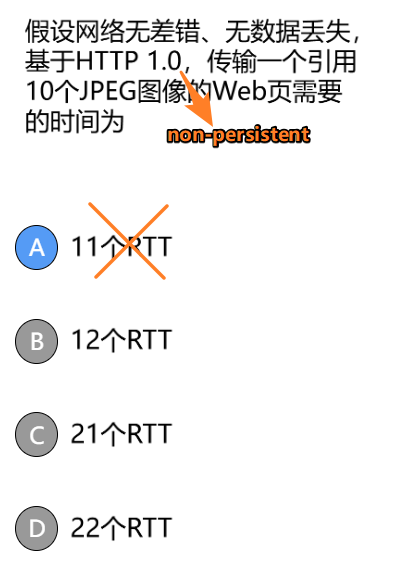 假设网络无差错、无数据丢失，
基于HTTP 1.0，传输一个引用
10个JPEG图像的Web页需要
的时间为
non-persistent
A 11个RTT
B 12个RTT
C 21个RTT
D 22个RTT